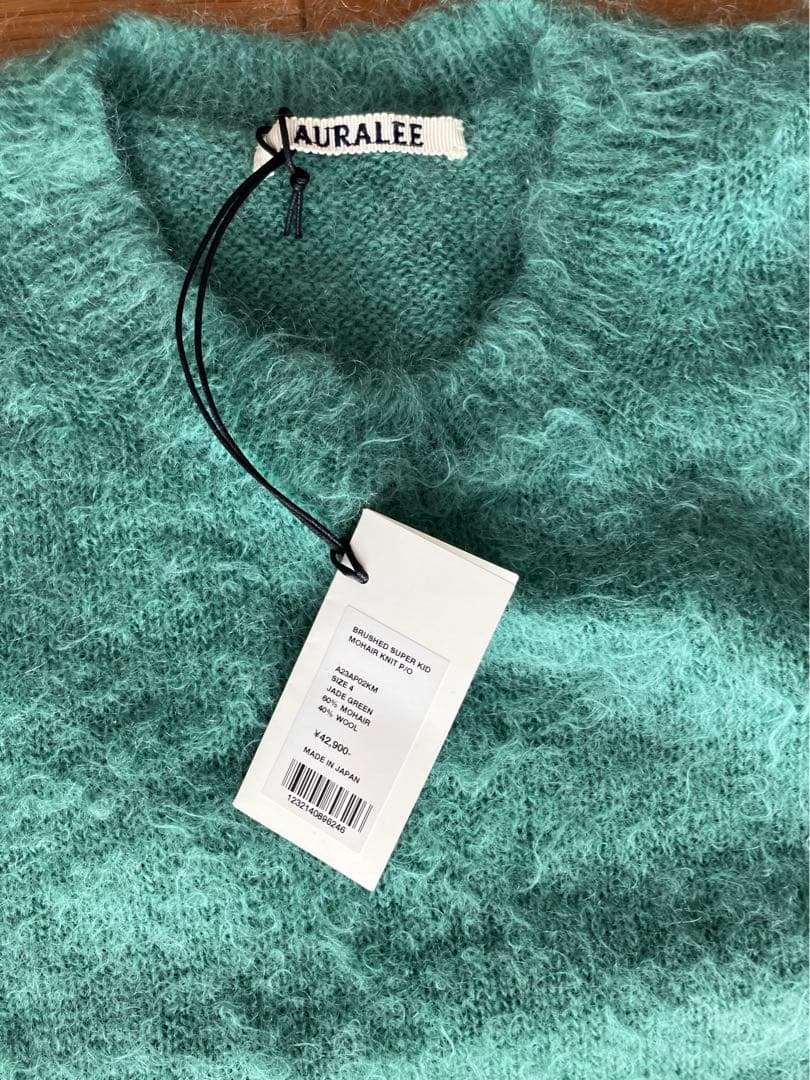 AURALEE
BRUSHED SUPER KID
MOHAIR KNIT P/O
A23AP02KM
SIZE 4
JADE GREEN
60% MOHAIR
40% WOOL
¥42,900-
MADE IN JAPAN
1232140896246